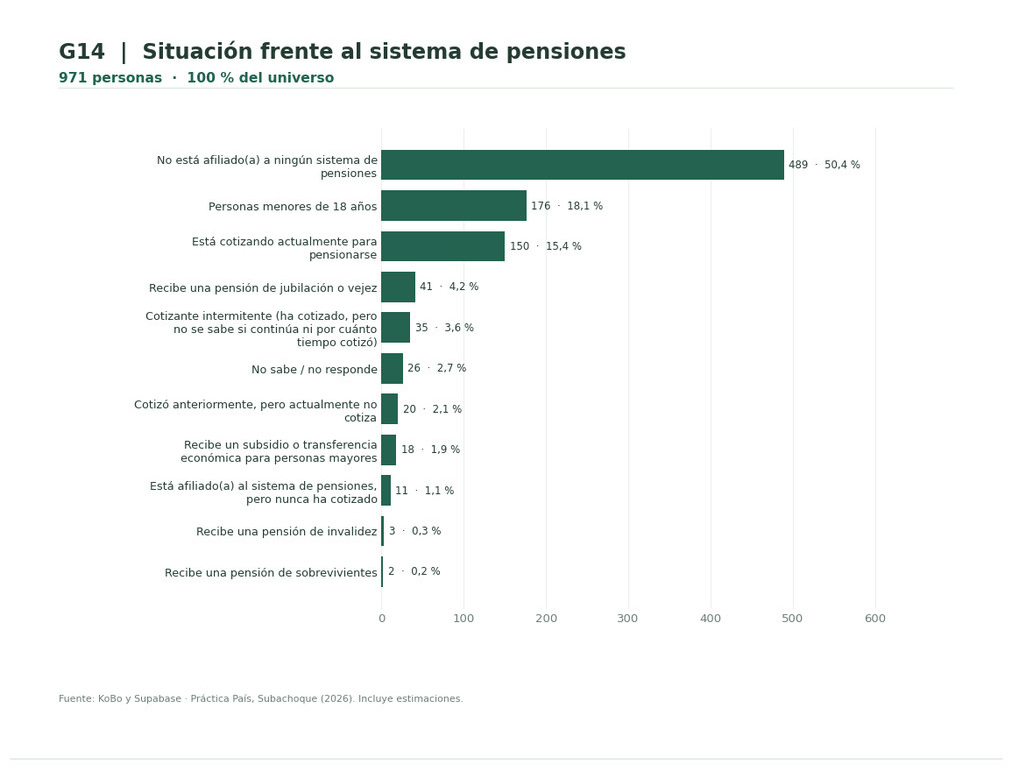 G14 | Situación frente al sistema de pensiones
971 personas · 100 % del universo
No está afiliado(a) a ningún sistema de
pensiones
489 · 50,4 %
Personas menores de 18 años
176 · 18,1 %
Está cotizando actualmente para
pensionarse
150 · 15,4 %
Recibe una pensión de jubilación o vejez
41 · 4,2 %
Cotizante intermitente (ha cotizado, pero
no se sabe si continúa ni por cuánto
tiempo cotizó)
35 · 3,6 %
No sabe / no responde
26 · 2,7 %
Cotizó anteriormente, pero actualmente no
cotiza
20 · 2,1 %
Recibe un subsidio o transferencia
económica para personas mayores
18 · 1,9 %
Está afiliado(a) al sistema de pensiones,
pero nunca ha cotizado
11 · 1,1 %
Recibe una pensión de invalidez
3 · 0,3 %
Recibe una pensión de sobrevivientes
2 · 0,2 %
0 100 200 300 400 500 600
Fuente: KoBo y Supabase · Práctica País, Subachoque (2026). Incluye estimaciones.